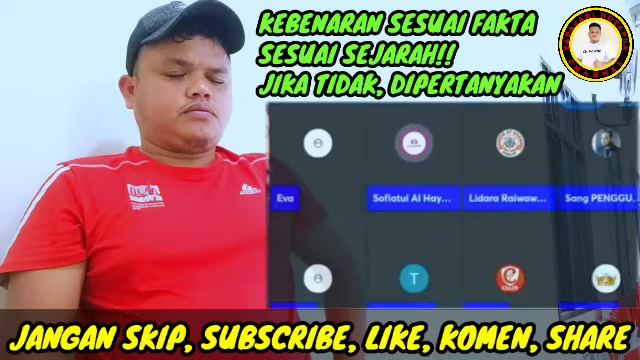 KEBENARAN SESUAI FAKTA
SESUAI SEJARAH!!
JIKA TIDAK, DIPERTANYAKAN
Eva
Sofiatul Al Hay...
Lidara Raiwaw...
Sang PENGGU...
T
JANGAN SKIP, SUBSCRIBE, LIKE, KOMEN, SHARE